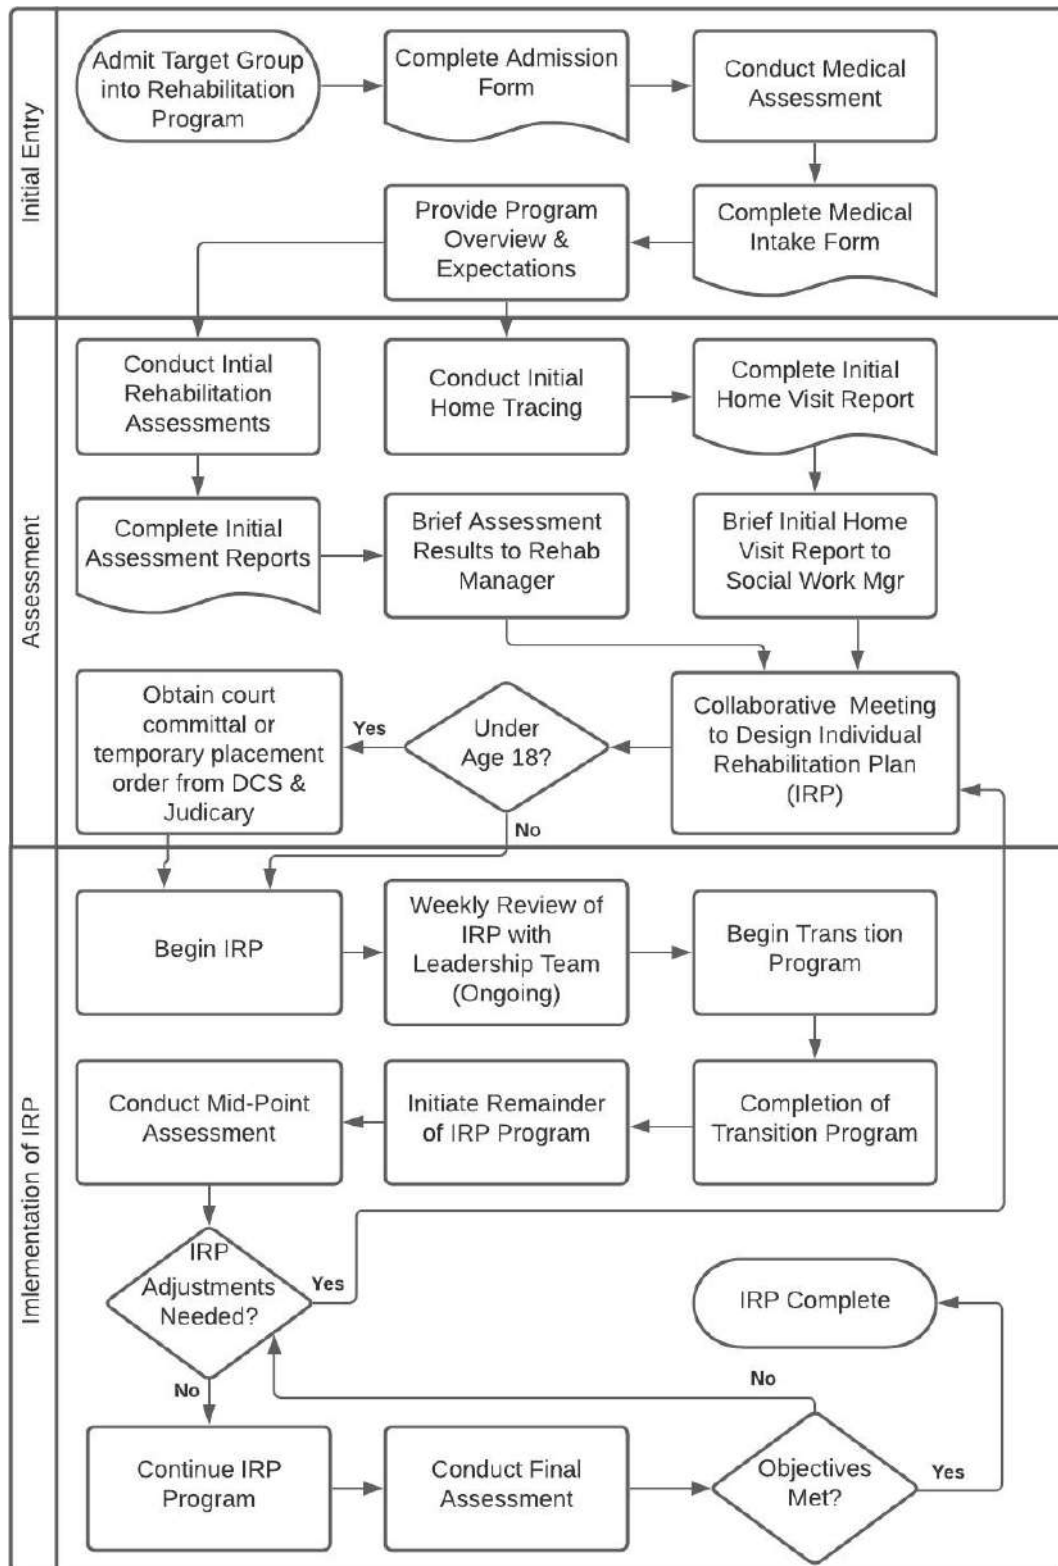 Initial Entry
Admit Target Group
into Rehabilitation
Program
Complete Admission
Form
Conduct Medical
Assessment
Provide Program
Overview &
Expectations
Complete Medical
Intake Form
Assessment
Conduct Intial
Rehabilitation
Assessments
Conduct Initial
Home Tracing
Complete Initial
Home Visit Report
Complete Initial
Assessment Reports
Brief Assessment
Results to Rehab
Manager
Brief Initial Home
Visit Report to
Social Work Mgr
Obtain court
committal or
temporary placement
order from DCS &
Judicary
Yes
Under
Age 18?
No
Collaborative Meeting
to Design Individual
Rehabilitation Plan
(IRP)
Imlementation of IRP
Begin IRP
Weekly Review of
IRP with
Leadership Team
(Ongoing)
Begin Trans tion
Program
Conduct Mid-Point
Assessment
Initiate Remainder
of IRP Program
Completion of
Transition Program
IRP
Adjustments
Needed?
Yes
IRP Complete
No
No
Continue IRP
Program
Conduct Final
Assessment
Objectives
Met?
Yes